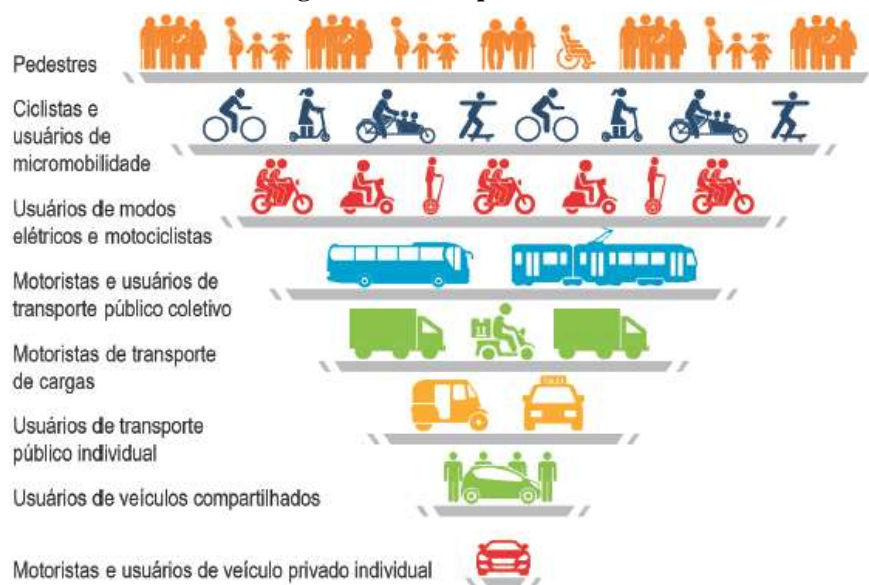 Pedestres
Ciclistas e
usuários de
micromobilidade
Usuários de modos
elétricos e motociclistas
Motoristas e usuários de
transporte público coletivo
Motoristas de transporte
de cargas
TAXI
Usuários de transporte
público individual
Usuários de veículos compartilhados
Motoristas e usuários de veículo privado individual